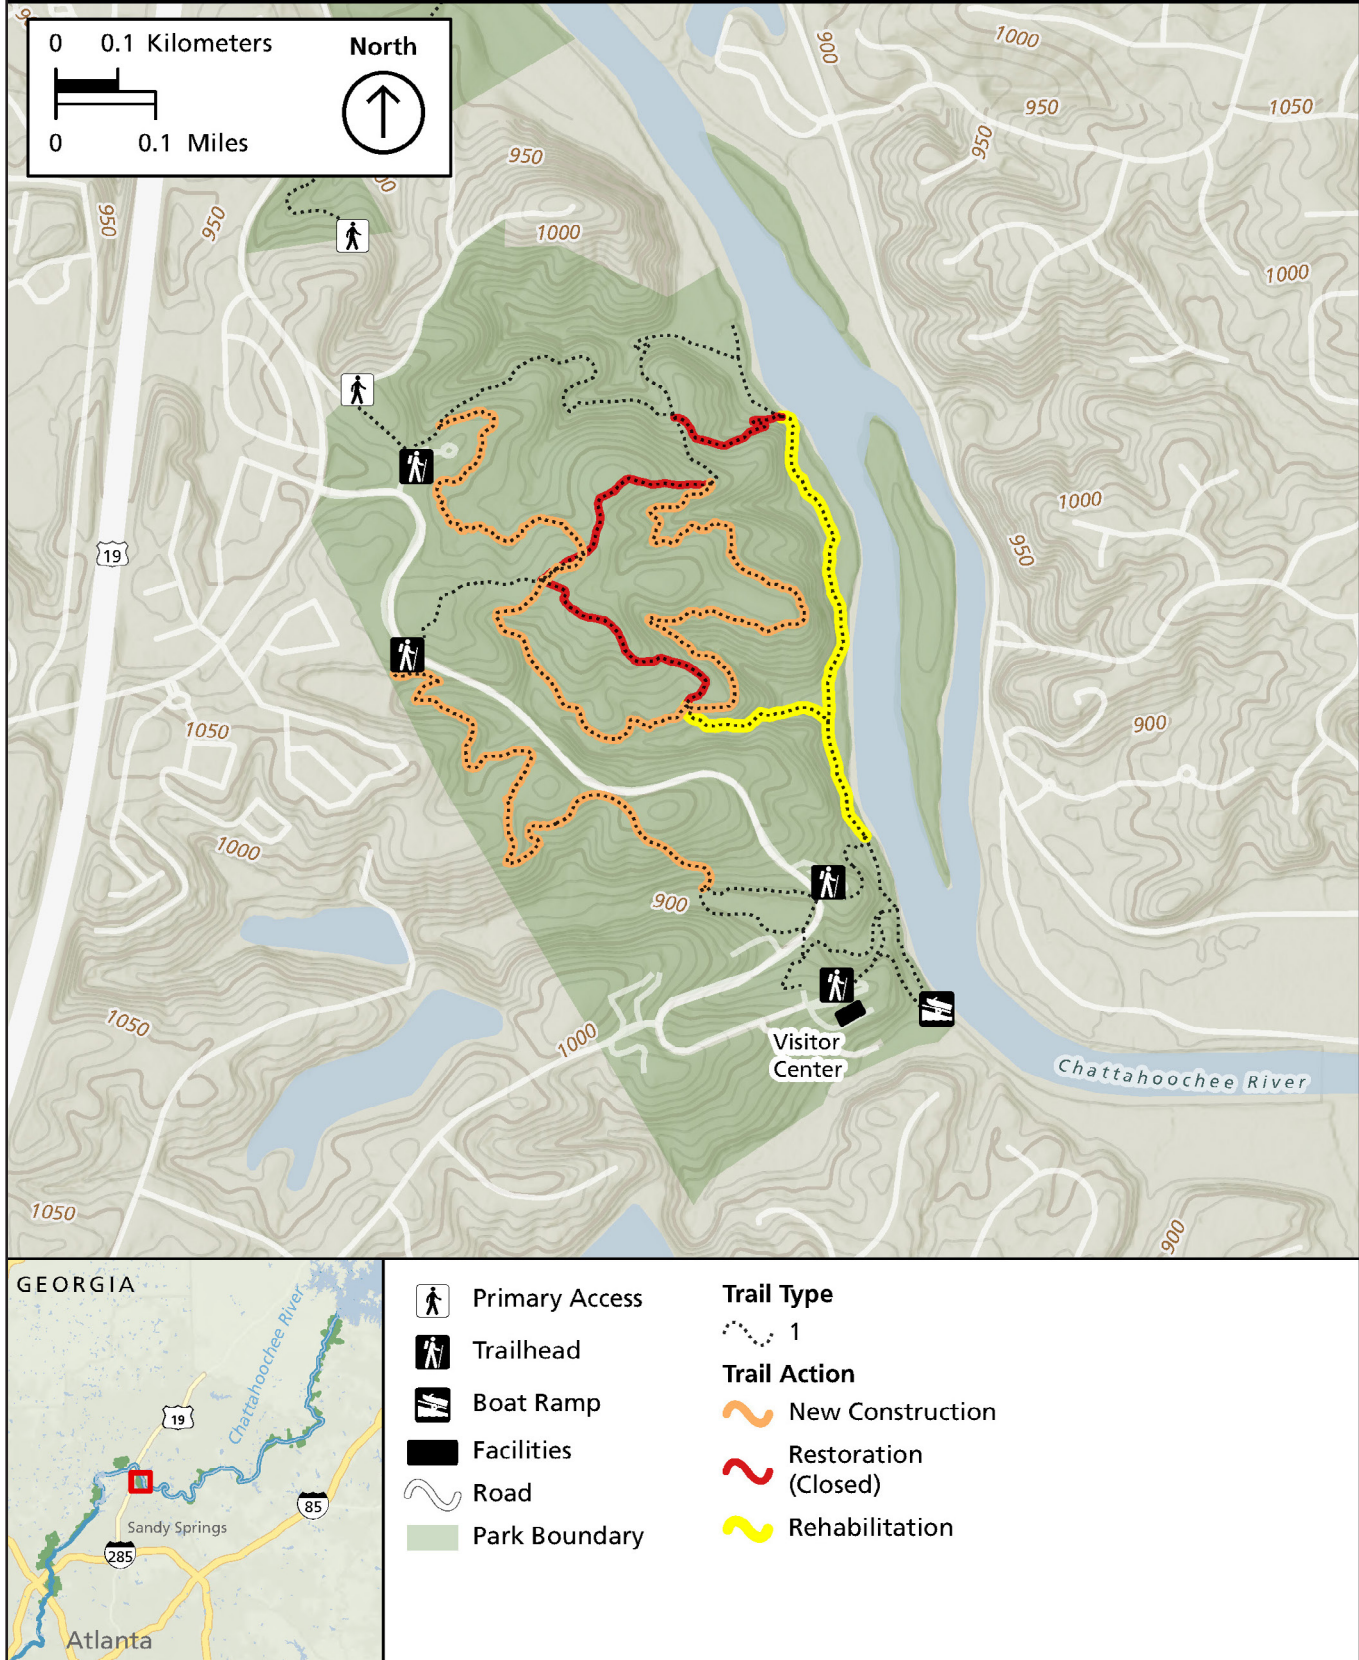 0 0.1 Kilometers
North
0 0.1 Miles
900
1000
950
1050
950
950
950
950
1000
1000
1000
950
19
1050
900
1000
900
1050
1000
Visitor
Center
Chattahoochee River
1050
900
GEORGIA
Chattahoochee River
19
85
Sandy Springs
285
Atlanta
Primary Access
Trailhead
Boat Ramp
Facilities
Road
Park Boundary
Trail Type
1
Trail Action
New Construction
Restoration
(Closed)
Rehabilitation